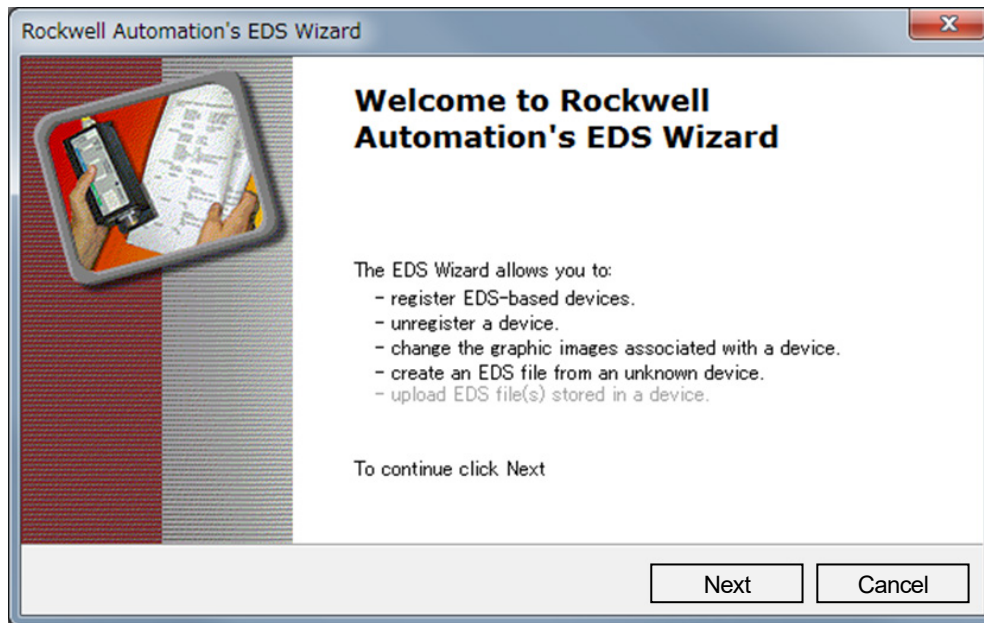 Rockwell Automation's EDS Wizard
Welcome to Rockwell
Automation's EDS Wizard
The EDS Wizard allows you to:
- register EDS-based devices.
- unregister a device.
- change the graphic images associated with a device.
- create an EDS file from an unknown device.
- upload EDS file(s) stored in a device.
To continue click Next
Next
Cancel